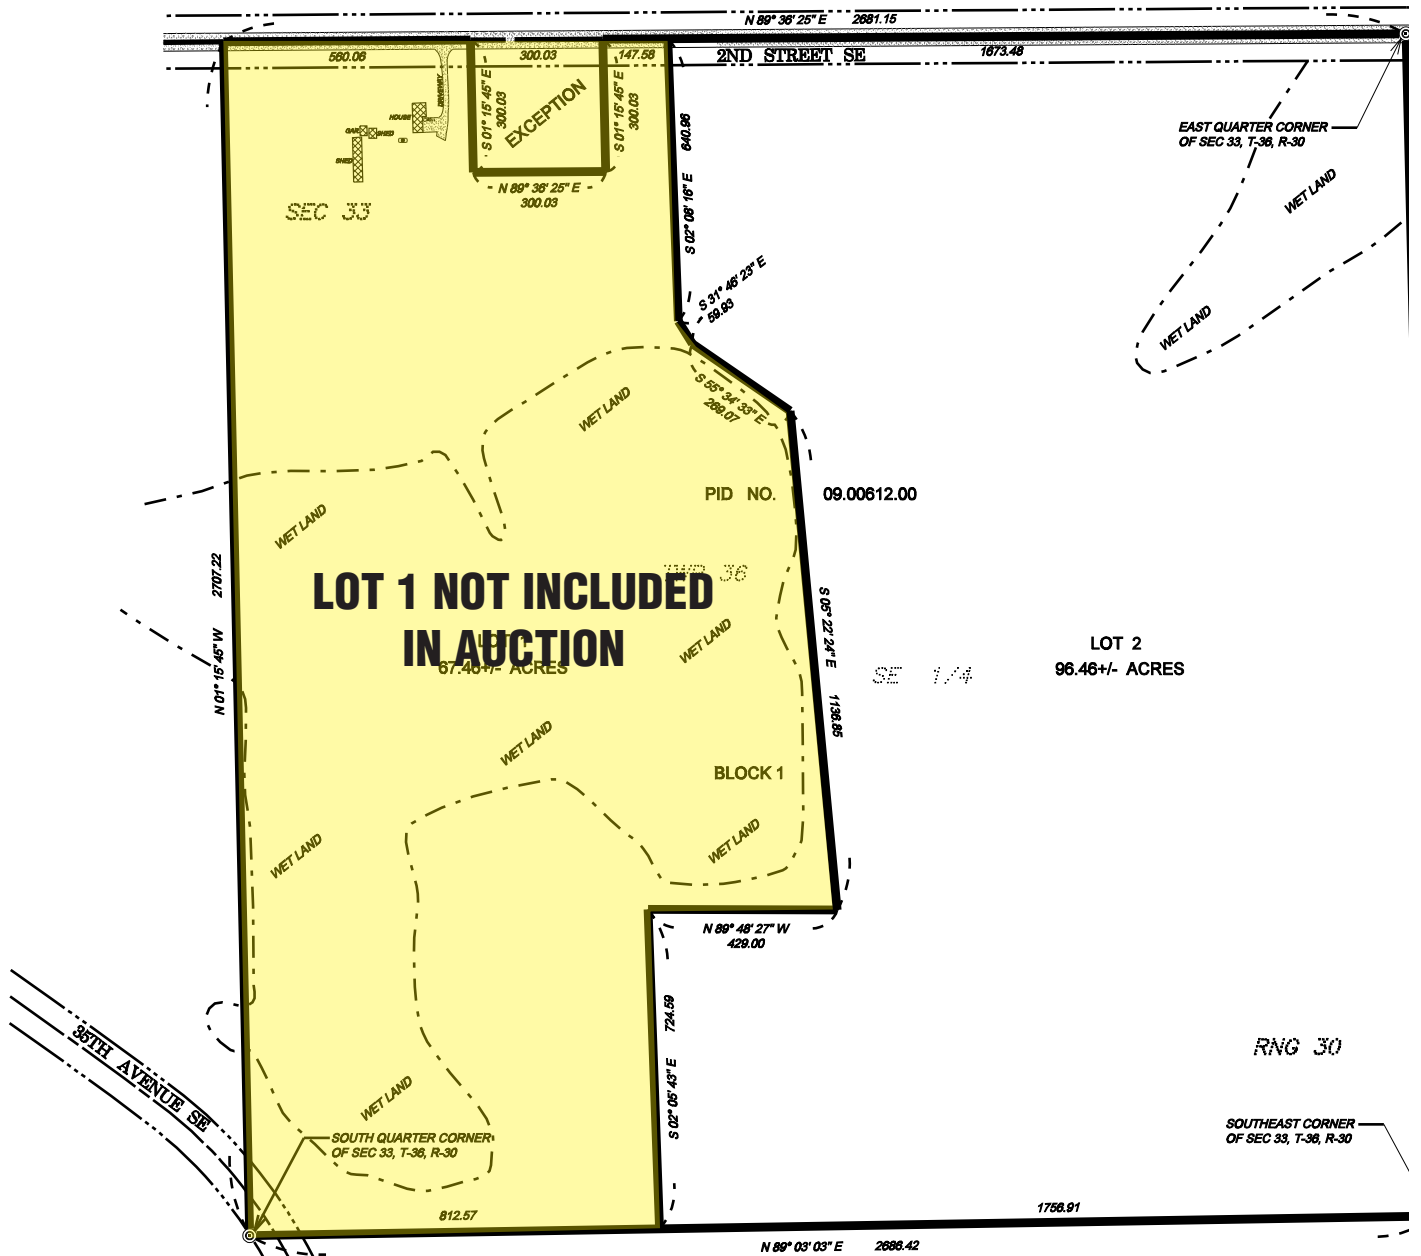 N 89° 36' 25" E 2681.15
2ND STREET SE
560.06
300.03
147.58
1673.48
DRIVEWAY
HOUSE
GAR
SHED
SHED
S 01° 15' 45" E
300.03
EXCEPTION
S 01° 15' 45" E
300.03
N 89° 36' 25" E
300.03
S 02° 08' 16" E 640.96
EAST QUARTER CORNER
OF SEC 33, T-36, R-30
WET LAND
SEC 33
S 31° 46' 23" E
59.93
WET LAND
S 55° 34' 33" E
269.07
WET LAND
PID NO. 09.00612.00
WET LAND
N 01° 15' 45" W 2707.22
TWP 36
LOT 1 NOT INCLUDED
IN AUCTION
LOT 1
67.46+/- ACRES
WET LAND
S 05° 22' 24" E 1136.85
SE 1/4
LOT 2
96.46+/- ACRES
WET LAND
BLOCK 1
WET LAND
WET LAND
N 89° 48' 27" W
429.00
S 02° 05' 43" E 724.59
35TH AVENUE SE
RNG 30
WET LAND
SOUTH QUARTER CORNER
OF SEC 33, T-36, R-30
SOUTHEAST CORNER
OF SEC 33, T-36, R-30
812.57
1756.91
N 89° 03' 03" E 2686.42